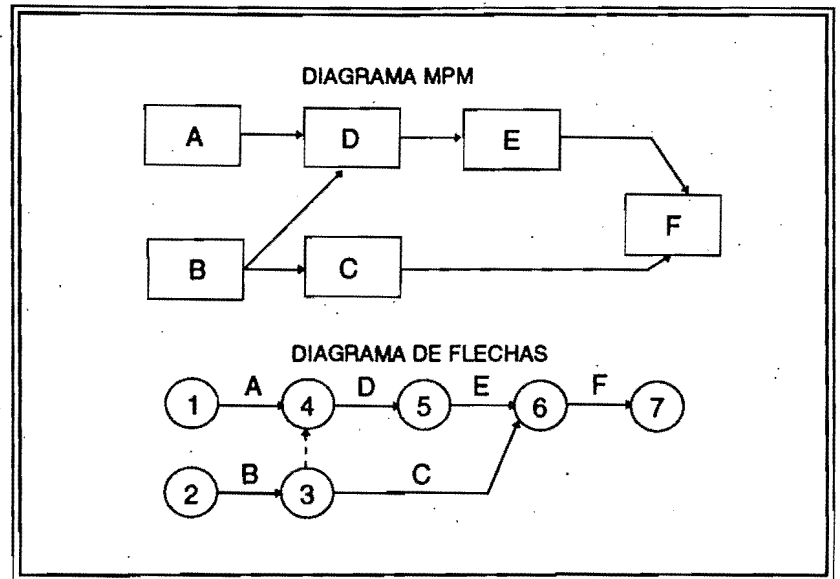 DIAGRAMA MPM
A D E
F
B C
DIAGRAMA DE FLECHAS
A D E F
1 4 5 6 7
B C
2 3